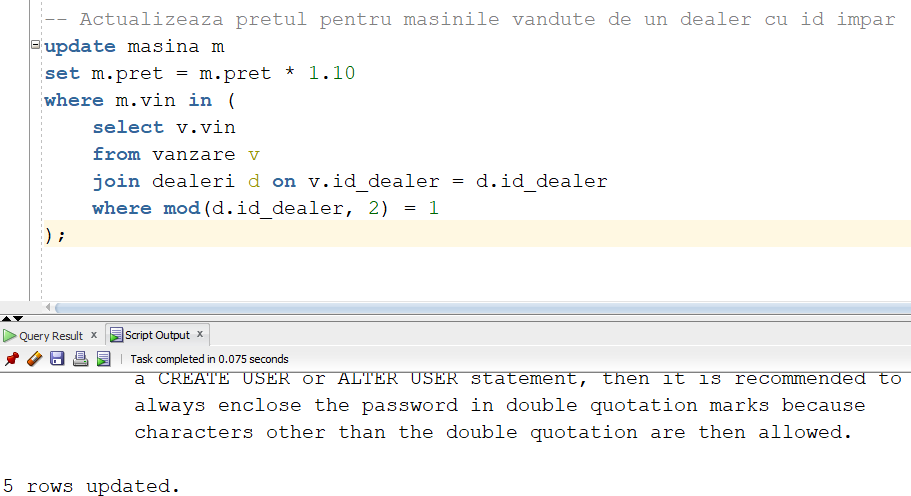 -- Actualizeaza pretul pentru masinile vandute de un dealer cu id impar
update masina m
set m.pret = m.pret * 1.10
where m.vin in (
    select v.vin
    from vanzare v
    join dealeri d on v.id_dealer = d.id_dealer
    where mod(d.id_dealer, 2) = 1
);
Query Result x Script Output x
Task completed in 0.075 seconds
a CREATE USER or ALTER USER statement, then it is recommended to
always enclose the password in double quotation marks because
characters other than the double quotation are then allowed.
5 rows updated.